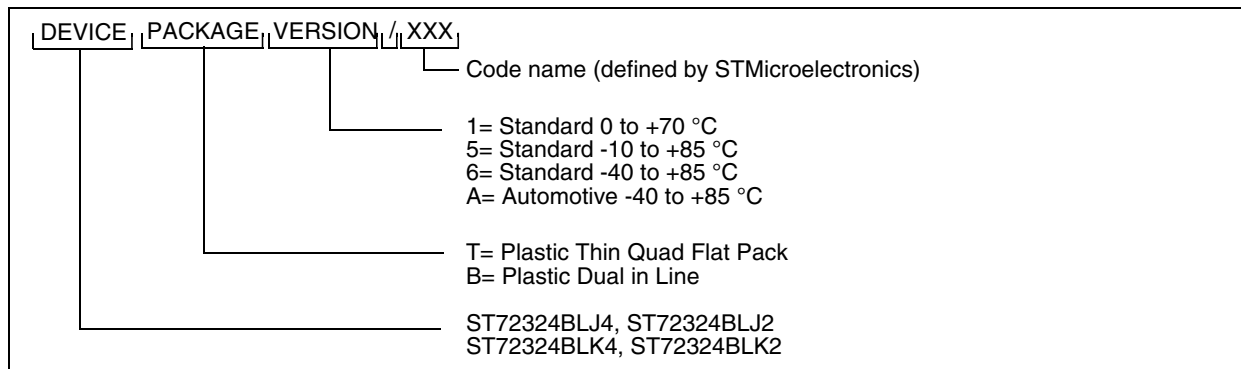 DEVICE PACKAGE VERSION / XXX
Code name (defined by STMicroelectronics)
1= Standard 0 to +70 °C
5= Standard -10 to +85 °C
6= Standard -40 to +85 °C
A= Automotive -40 to +85 °C
T= Plastic Thin Quad Flat Pack
B= Plastic Dual in Line
ST72324BLJ4, ST72324BLJ2
ST72324BLK4, ST72324BLK2